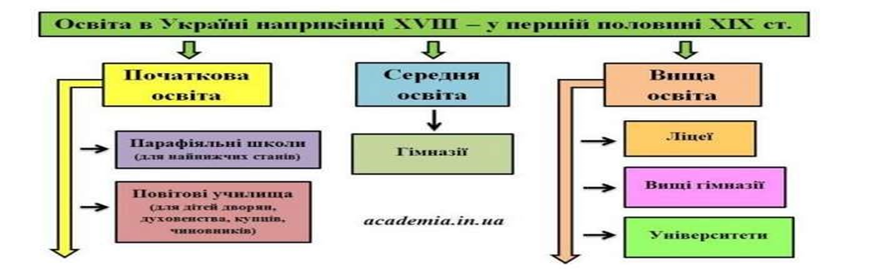 Освіта в Україні наприкінці XVIII – у першій половині XIX ст.
Початкова
освіта
Парафіяльні школи
(для найнижчих станів)
Повітові училища
(для дітей дворян,
духовенства, купців,
чиновників)
Середня
освіта
Гімназії
academia.in.ua
Вища
освіта
Ліцеї
Вищі гімназії
Університети